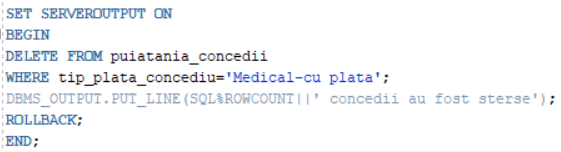 SET SERVEROUTPUT ON
BEGIN
DELETE FROM puiatania_concedii
WHERE tip_plata_concediu='Medical-cu plata';
DBMS_OUTPUT.PUT_LINE(SQL%ROWCOUNT||' concedii au fost sterse');
ROLLBACK;
END;